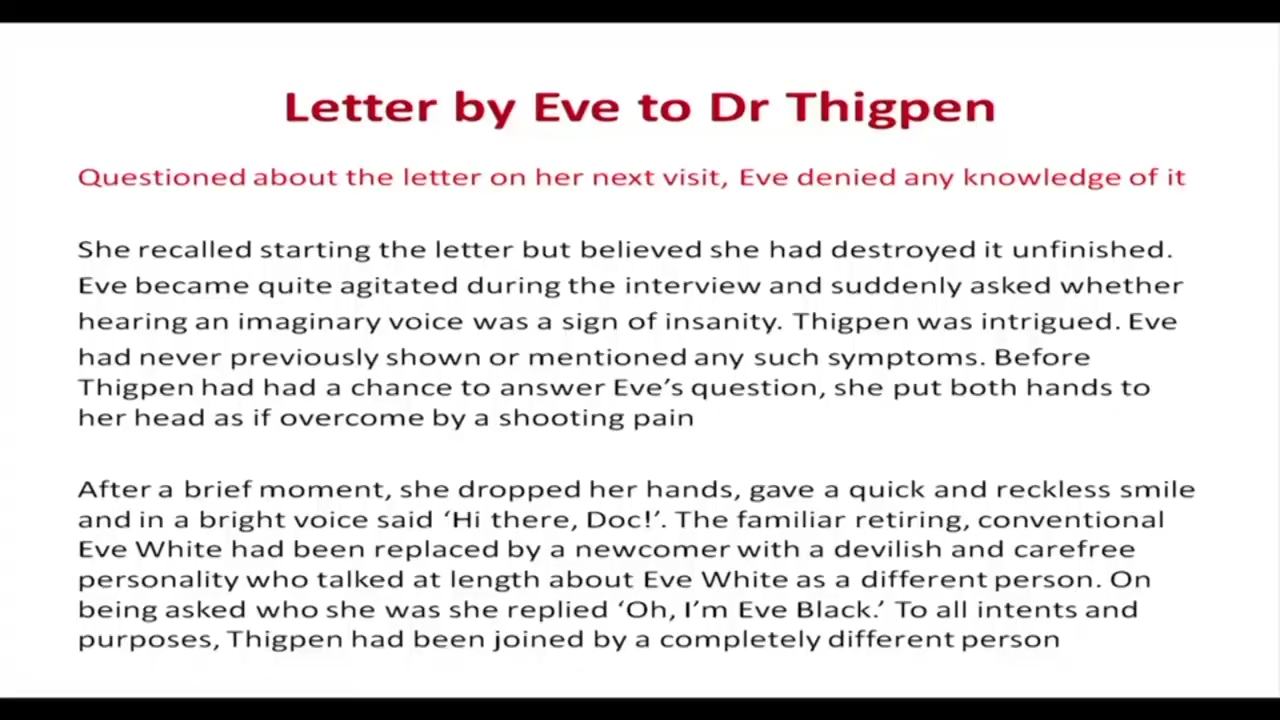 Letter by Eve to Dr Thigpen
Questioned about the letter on her next visit, Eve denied any knowledge of it
She recalled starting the letter but believed she had destroyed it unfinished.
Eve became quite agitated during the interview and suddenly asked whether
hearing an imaginary voice was a sign of insanity. Thigpen was intrigued. Eve
had never previously shown or mentioned any such symptoms. Before
Thigpen had had a chance to answer Eve’s question, she put both hands to
her head as if overcome by a shooting pain
After a brief moment, she dropped her hands, gave a quick and reckless smile
and in a bright voice said ‘Hi there, Doc!’. The familiar retiring, conventional
Eve White had been replaced by a newcomer with a devilish and carefree
personality who talked at length about Eve White as a different person. On
being asked who she was she replied ‘Oh, I’m Eve Black.’ To all intents and
purposes, Thigpen had been joined by a completely different person